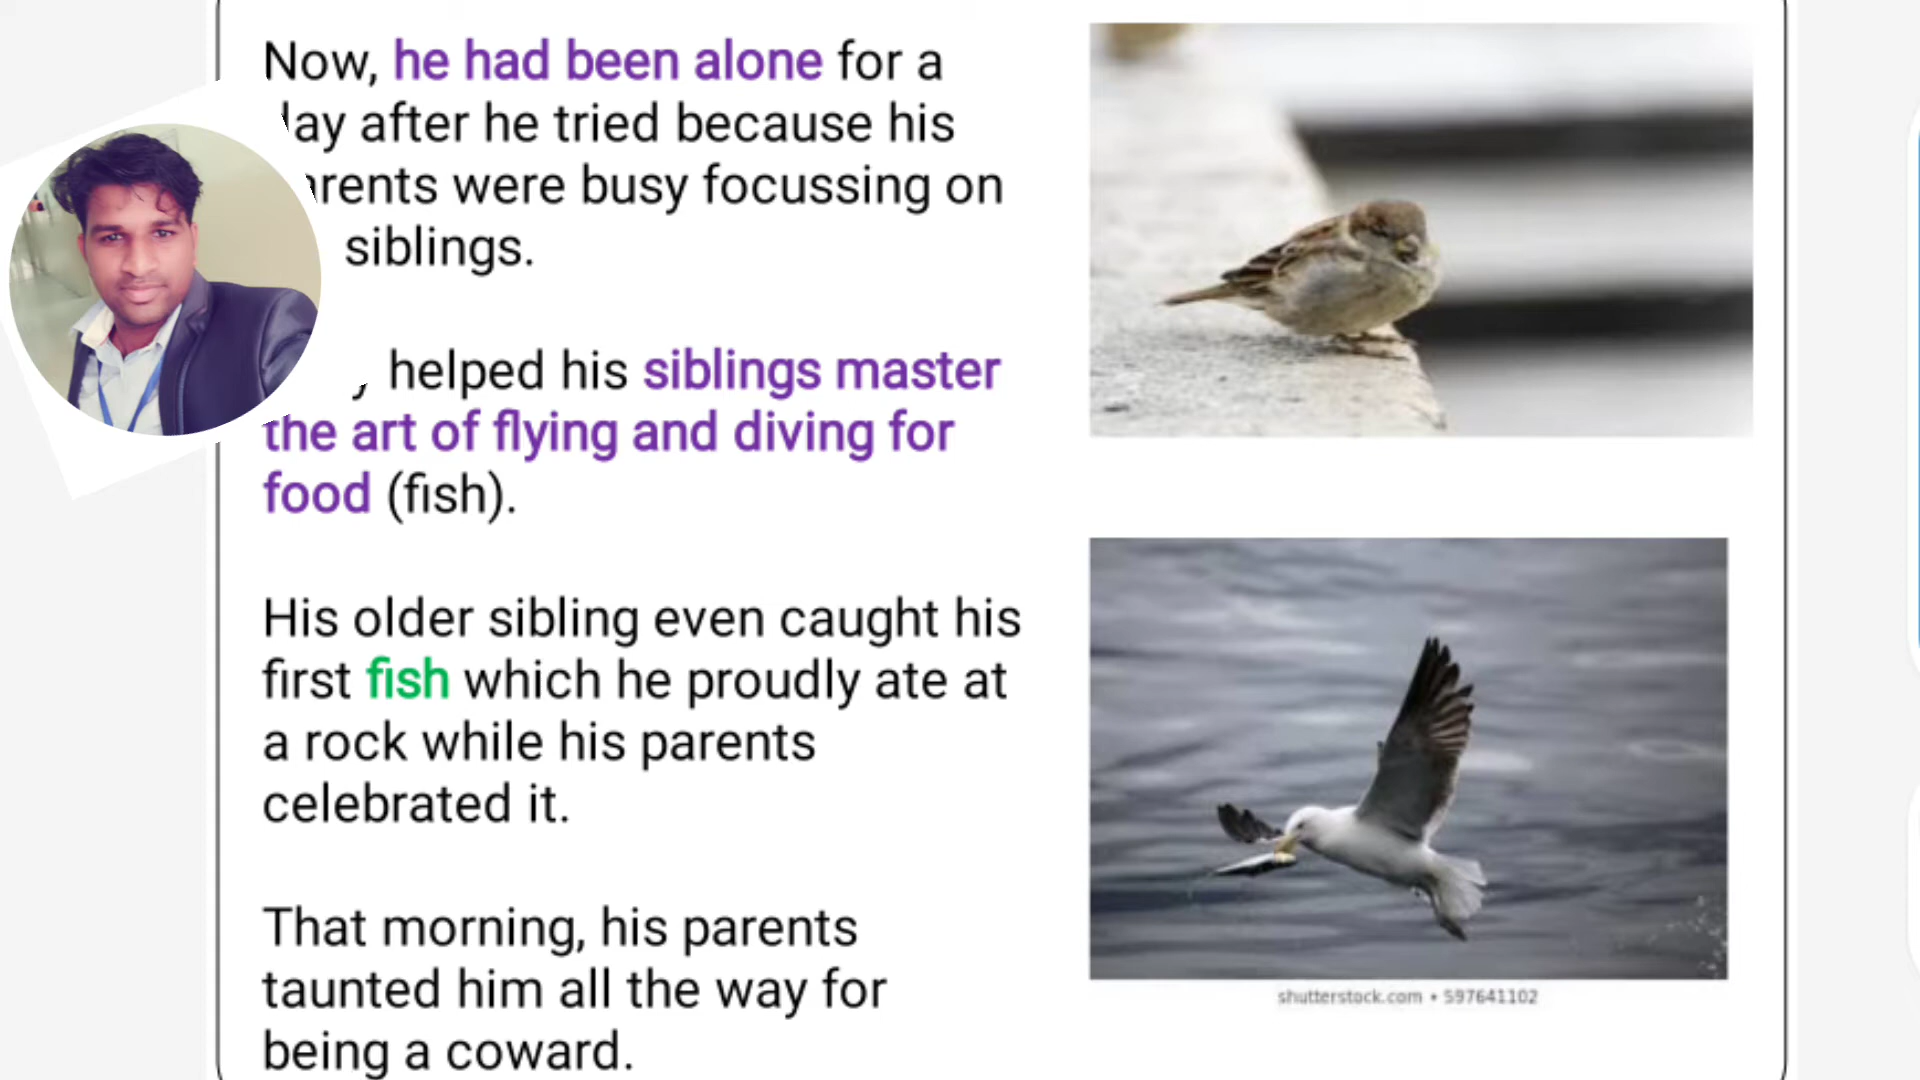 Now, he had been alone for a
after he tried because his
were busy focussing on
siblings.
helped his siblings master
the art of flying and diving for
food (fish).
His older sibling even caught his
first fish which he proudly ate at
a rock while his parents
celebrated it.
That morning, his parents
taunted him all the way for
being a coward.
shutterstock.com • 597641102